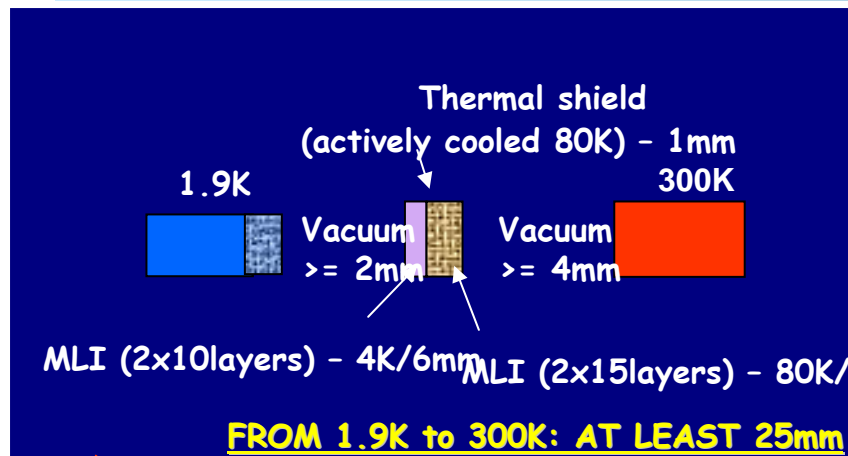 Thermal shield
(actively cooled 80K) – 1mm
1.9K
300K
Vacuum
>= 2mm
Vacuum
>= 4mm
MLI (2x10layers) – 4K/6mm
MLI (2x15layers) – 80K/
FROM 1.9K to 300K: AT LEAST 25mm